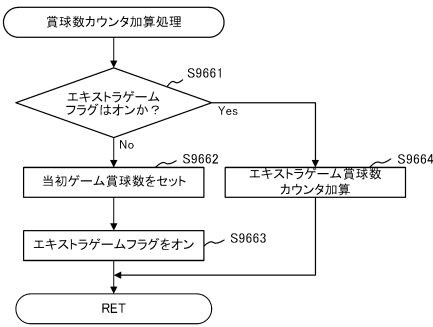 賞球数カウンタ加算処理
S9661
エキストラゲーム
フラグはオンか？
Yes
No
S9662
当初ゲーム賞球数をセット
S9664
エキストラゲーム賞球数
カウンタ加算
エキストラゲームフラグをオン
S9663
RET